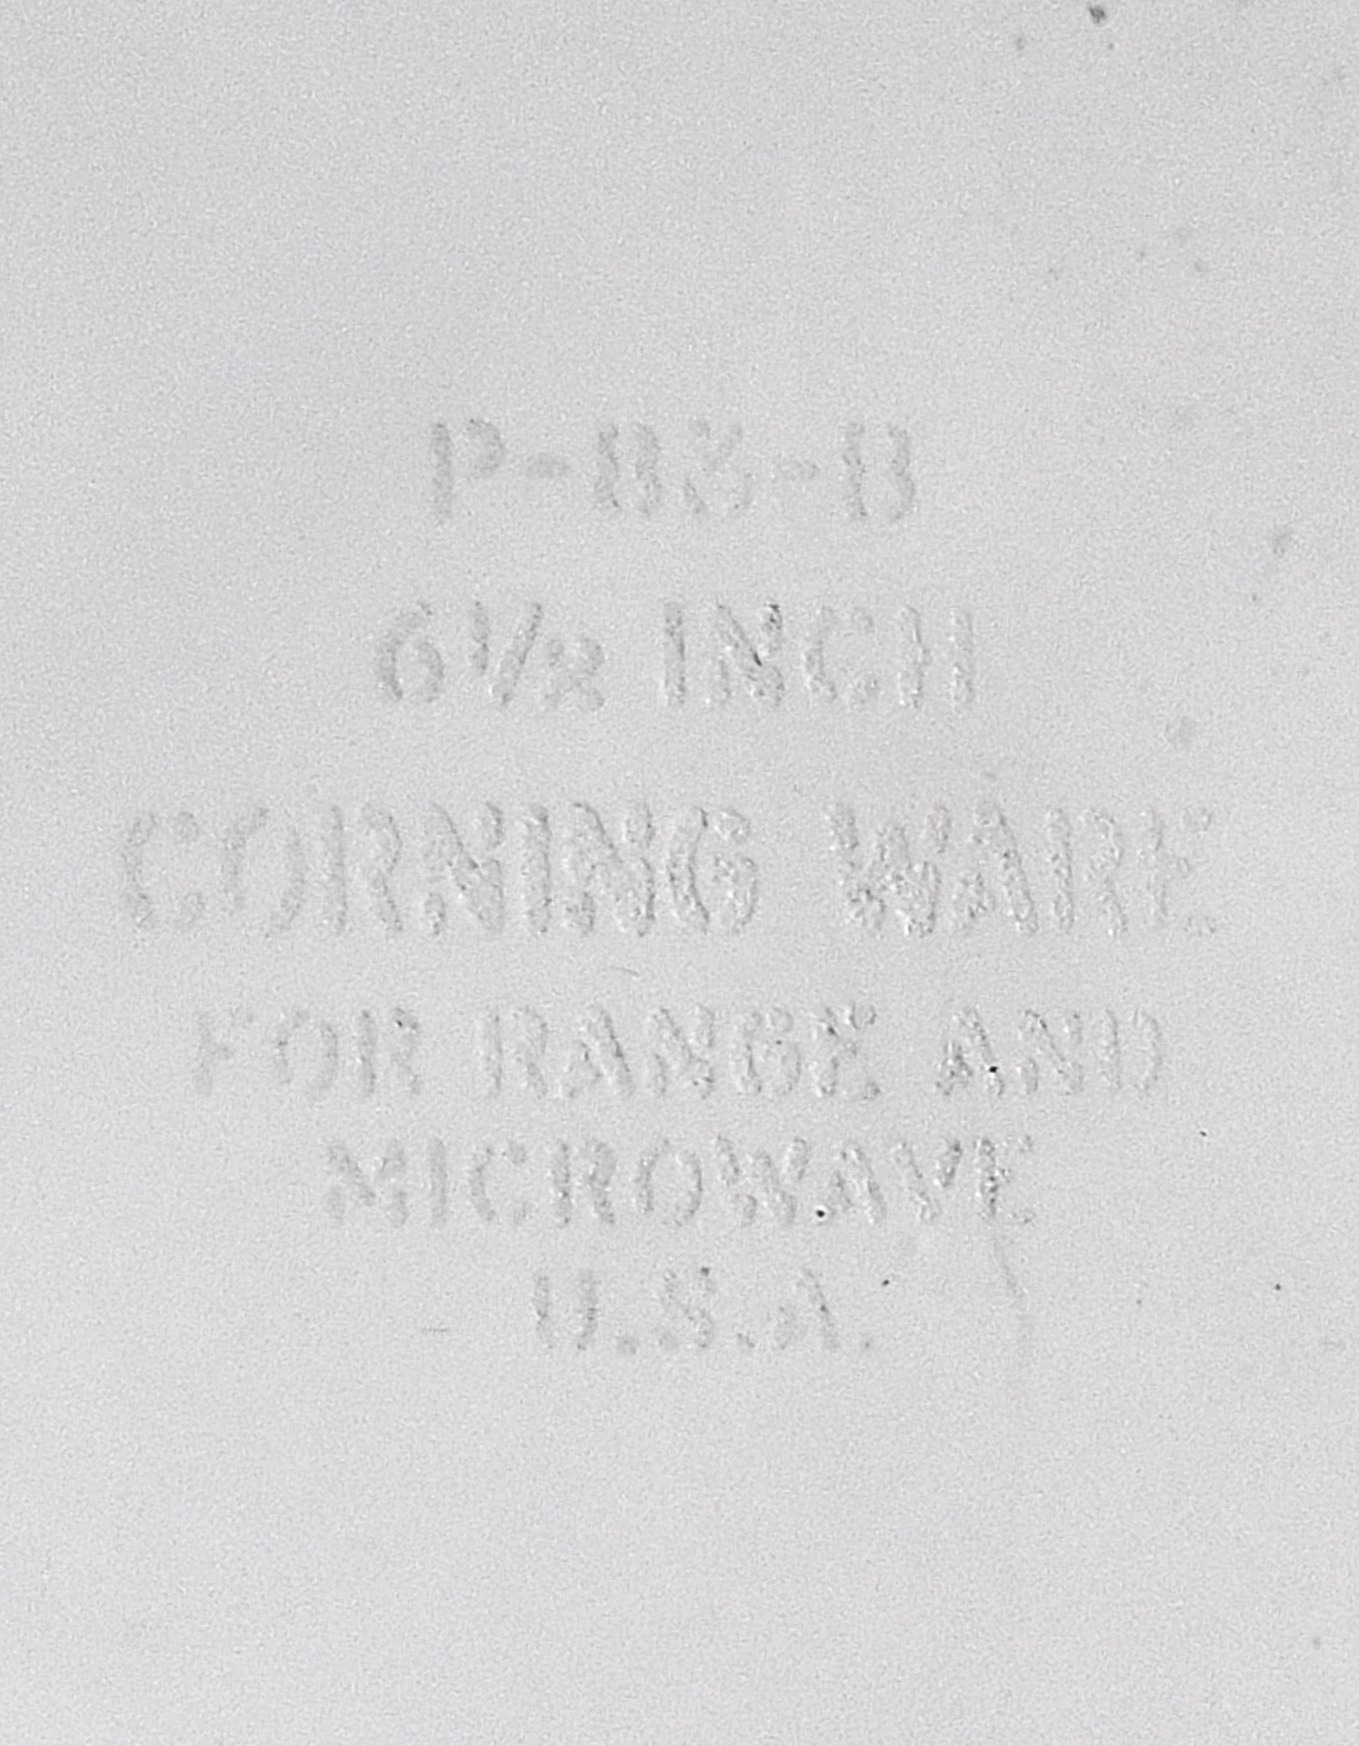 P-83-B
6½ INCH
CORNING WARE
FOR RANGE AND
MICROWAVE
U.S.A.